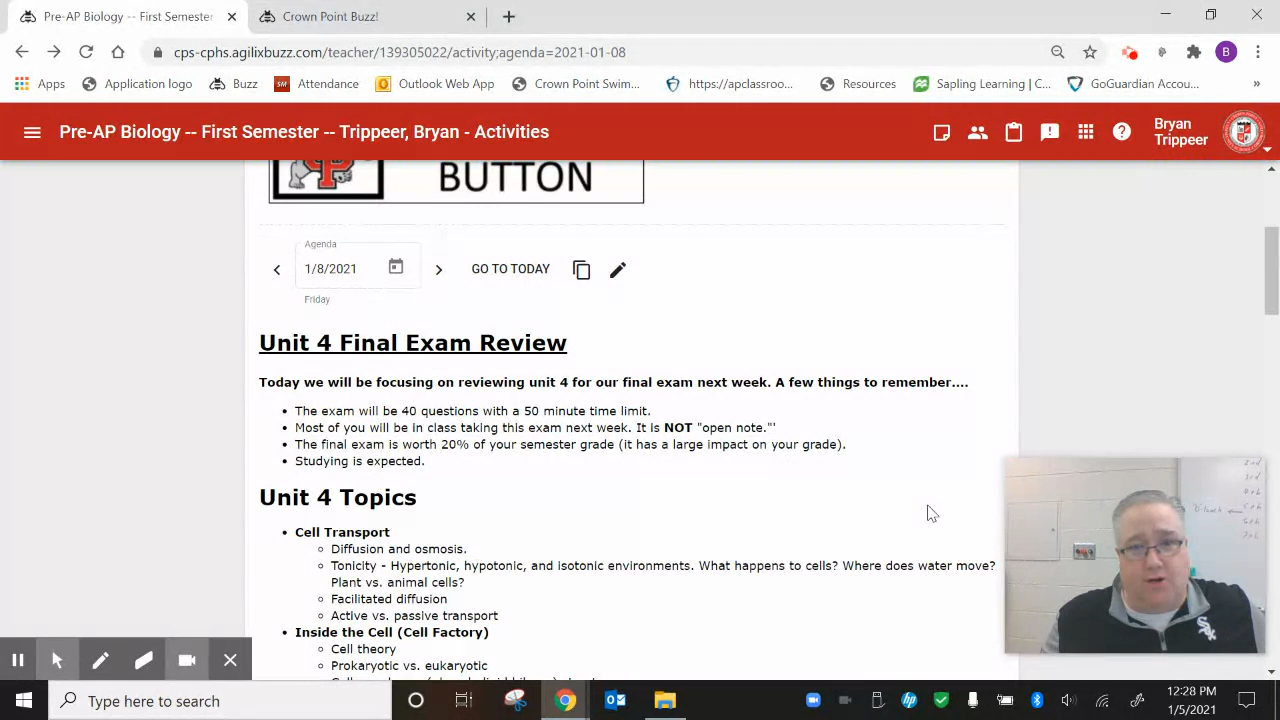 Pre-AP Biology -- First Semester
Crown Point Buzz!
cps-cphs.agilixbuzz.com/teacher/139305022/activity;agenda=2021-01-08
B
Apps
Application logo
Buzz
SM
Attendance
Outlook Web App
Crown Point Swim...
https://apclassroo...
Resources
Sapling Learning | C...
GoGuardian Accou...
Pre-AP Biology -- First Semester -- Trippeer, Bryan - Activities
Bryan
Trippeer
BUTTON
Agenda
1/8/2021
GO TO TODAY
Friday
Unit 4 Final Exam Review
Today we will be focusing on reviewing unit 4 for our final exam next week. A few things to remember....
The exam will be 40 questions with a 50 minute time limit.
Most of you will be in class taking this exam next week. It is NOT "open note."'
The final exam is worth 20% of your semester grade (it has a large impact on your grade).
Studying is expected.
Unit 4 Topics
Cell Transport
Diffusion and osmosis.
Tonicity - Hypertonic, hypotonic, and isotonic environments. What happens to cells? Where does water move?
Plant vs. animal cells?
Facilitated diffusion
Active vs. passive transport
Inside the Cell (Cell Factory)
Cell theory
Prokaryotic vs. eukaryotic
Type here to search
12:28 PM
1/5/2021